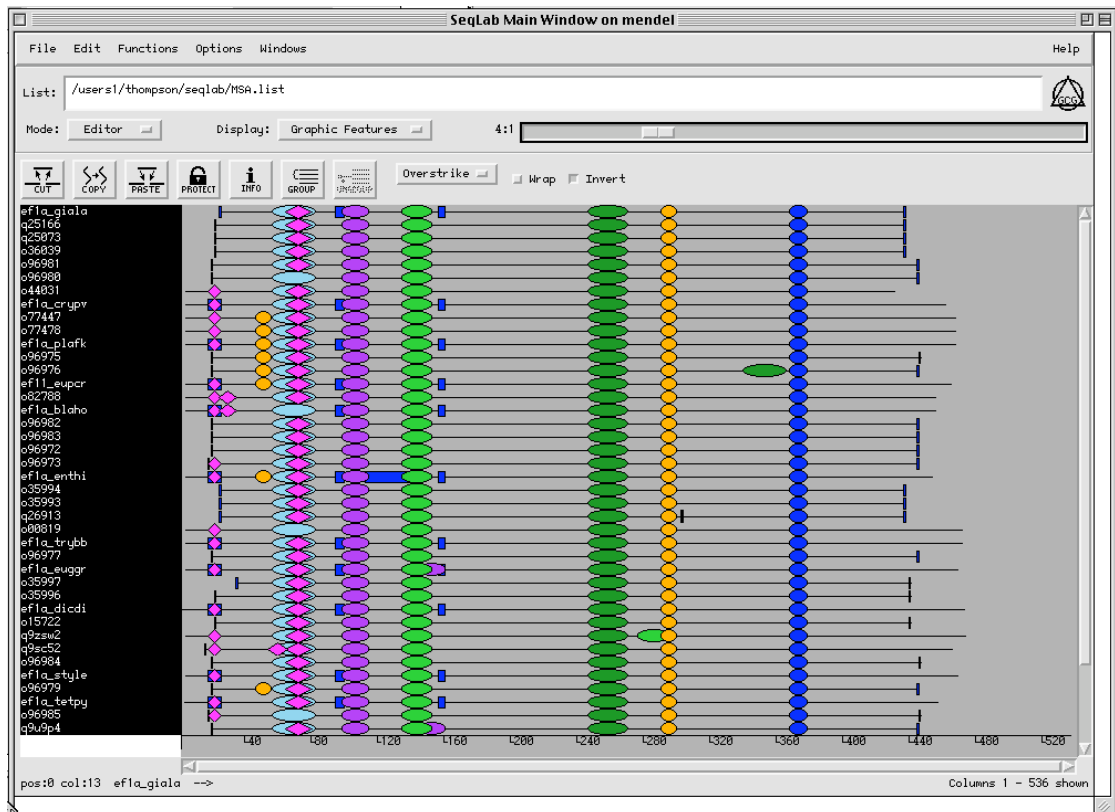 SeqLab Main Window on mendel
File Edit Functions Options Windows Help
List: /users1/thompson/seqlab/MSA.list
GCG
Mode: Editor Display: Graphic Features 4:1
CUT COPY PASTE PROTECT INFO GROUP UNGROUP Overstrike Wrap Invert
ef1a_giala
q25166
q25073
o36039
o96981
o96980
o44031
ef1a_crypv
o77447
o77478
ef1a_plafk
o96975
o96976
ef11_eupcr
o82788
ef1a_blaho
o96982
o96983
o96972
o96973
ef1a_enthi
o35994
o35993
q26913
o00819
ef1a_trybb
o96977
ef1a_euggr
o35997
o35996
ef1a_dicdi
o15722
q9zsw2
q9sc52
o96984
ef1a_style
o96979
ef1a_tetpy
o96985
q9u9p4
40 80 120 160 200 240 280 320 360 400 440 480 520
pos:0 col:13 ef1a_giala --> Columns 1 - 536 shown